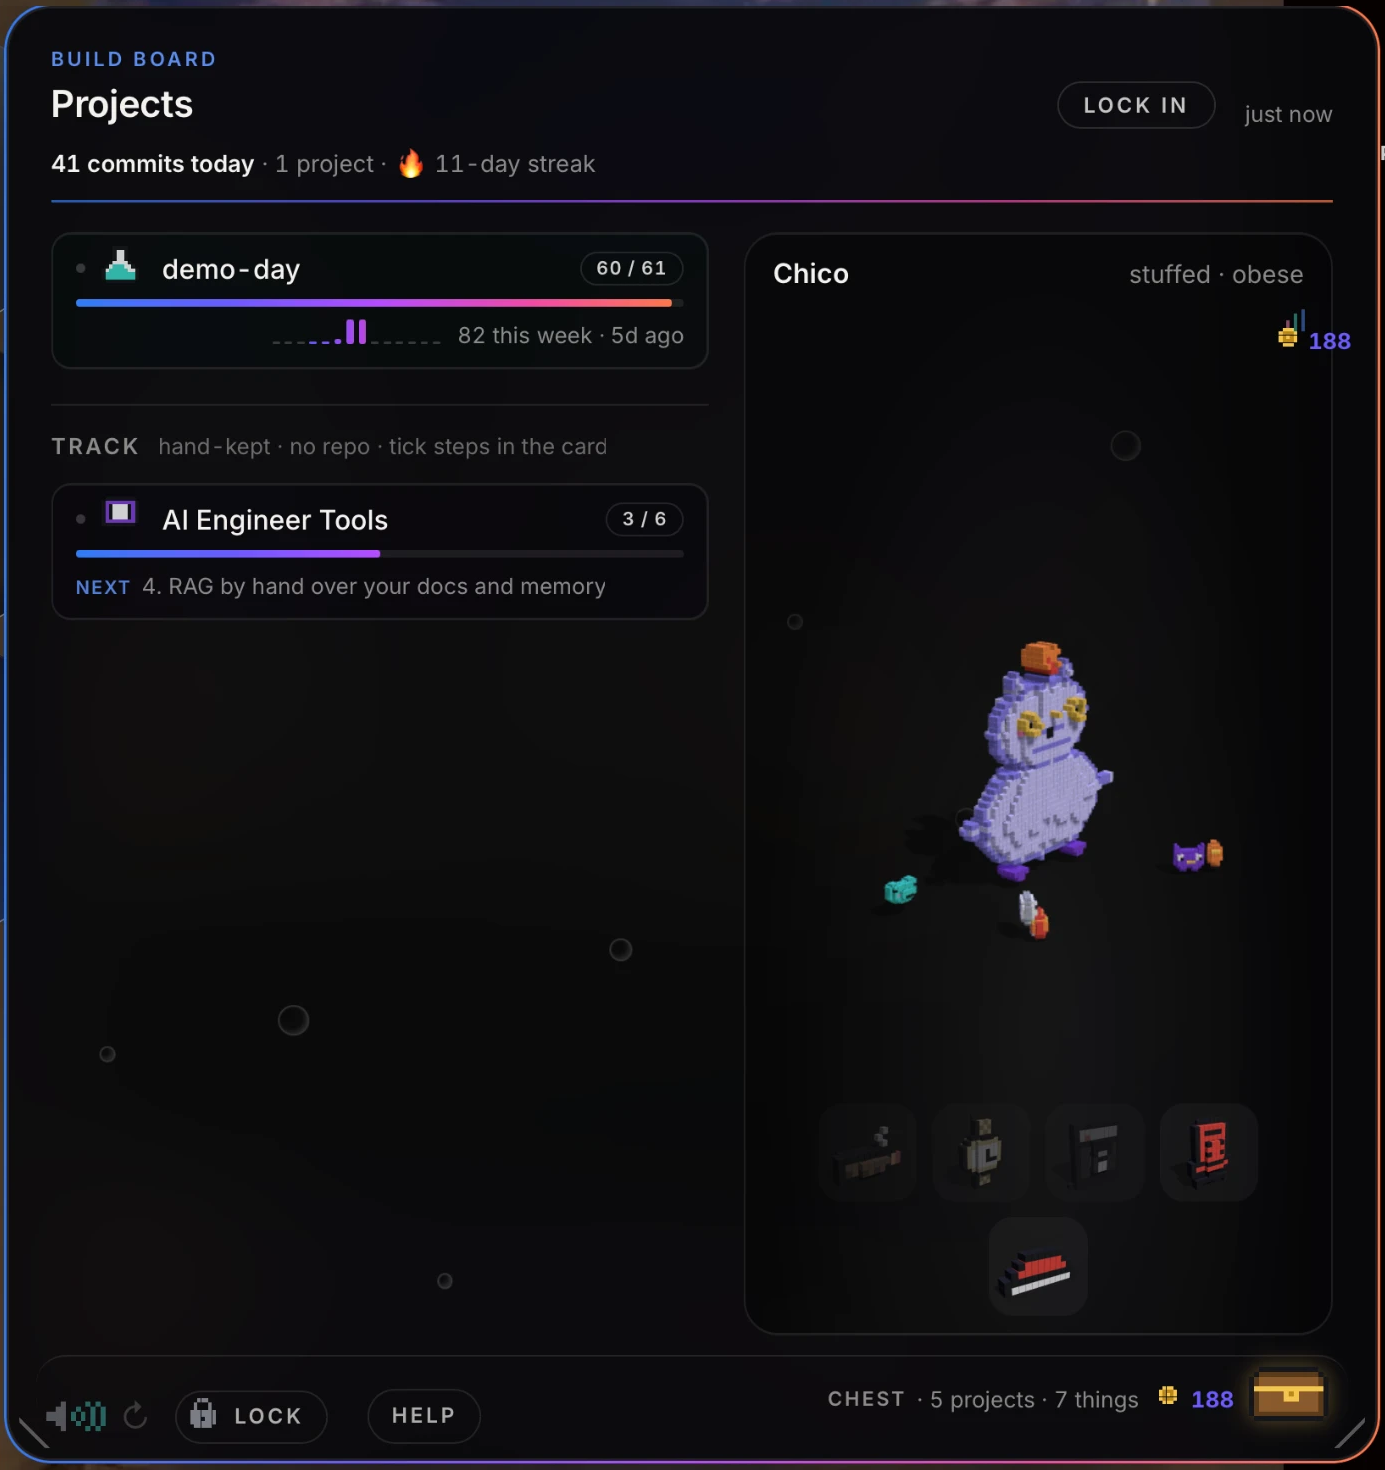 BUILD BOARD
Projects
LOCK IN
just now
41 commits today · 1 project · 🔥 11-day streak
demo-day
60 / 61
82 this week · 5d ago
TRACK hand-kept · no repo · tick steps in the card
AI Engineer Tools
3 / 6
NEXT 4. RAG by hand over your docs and memory
Chico
stuffed · obese
188
LOCK
HELP
CHEST · 5 projects · 7 things
188